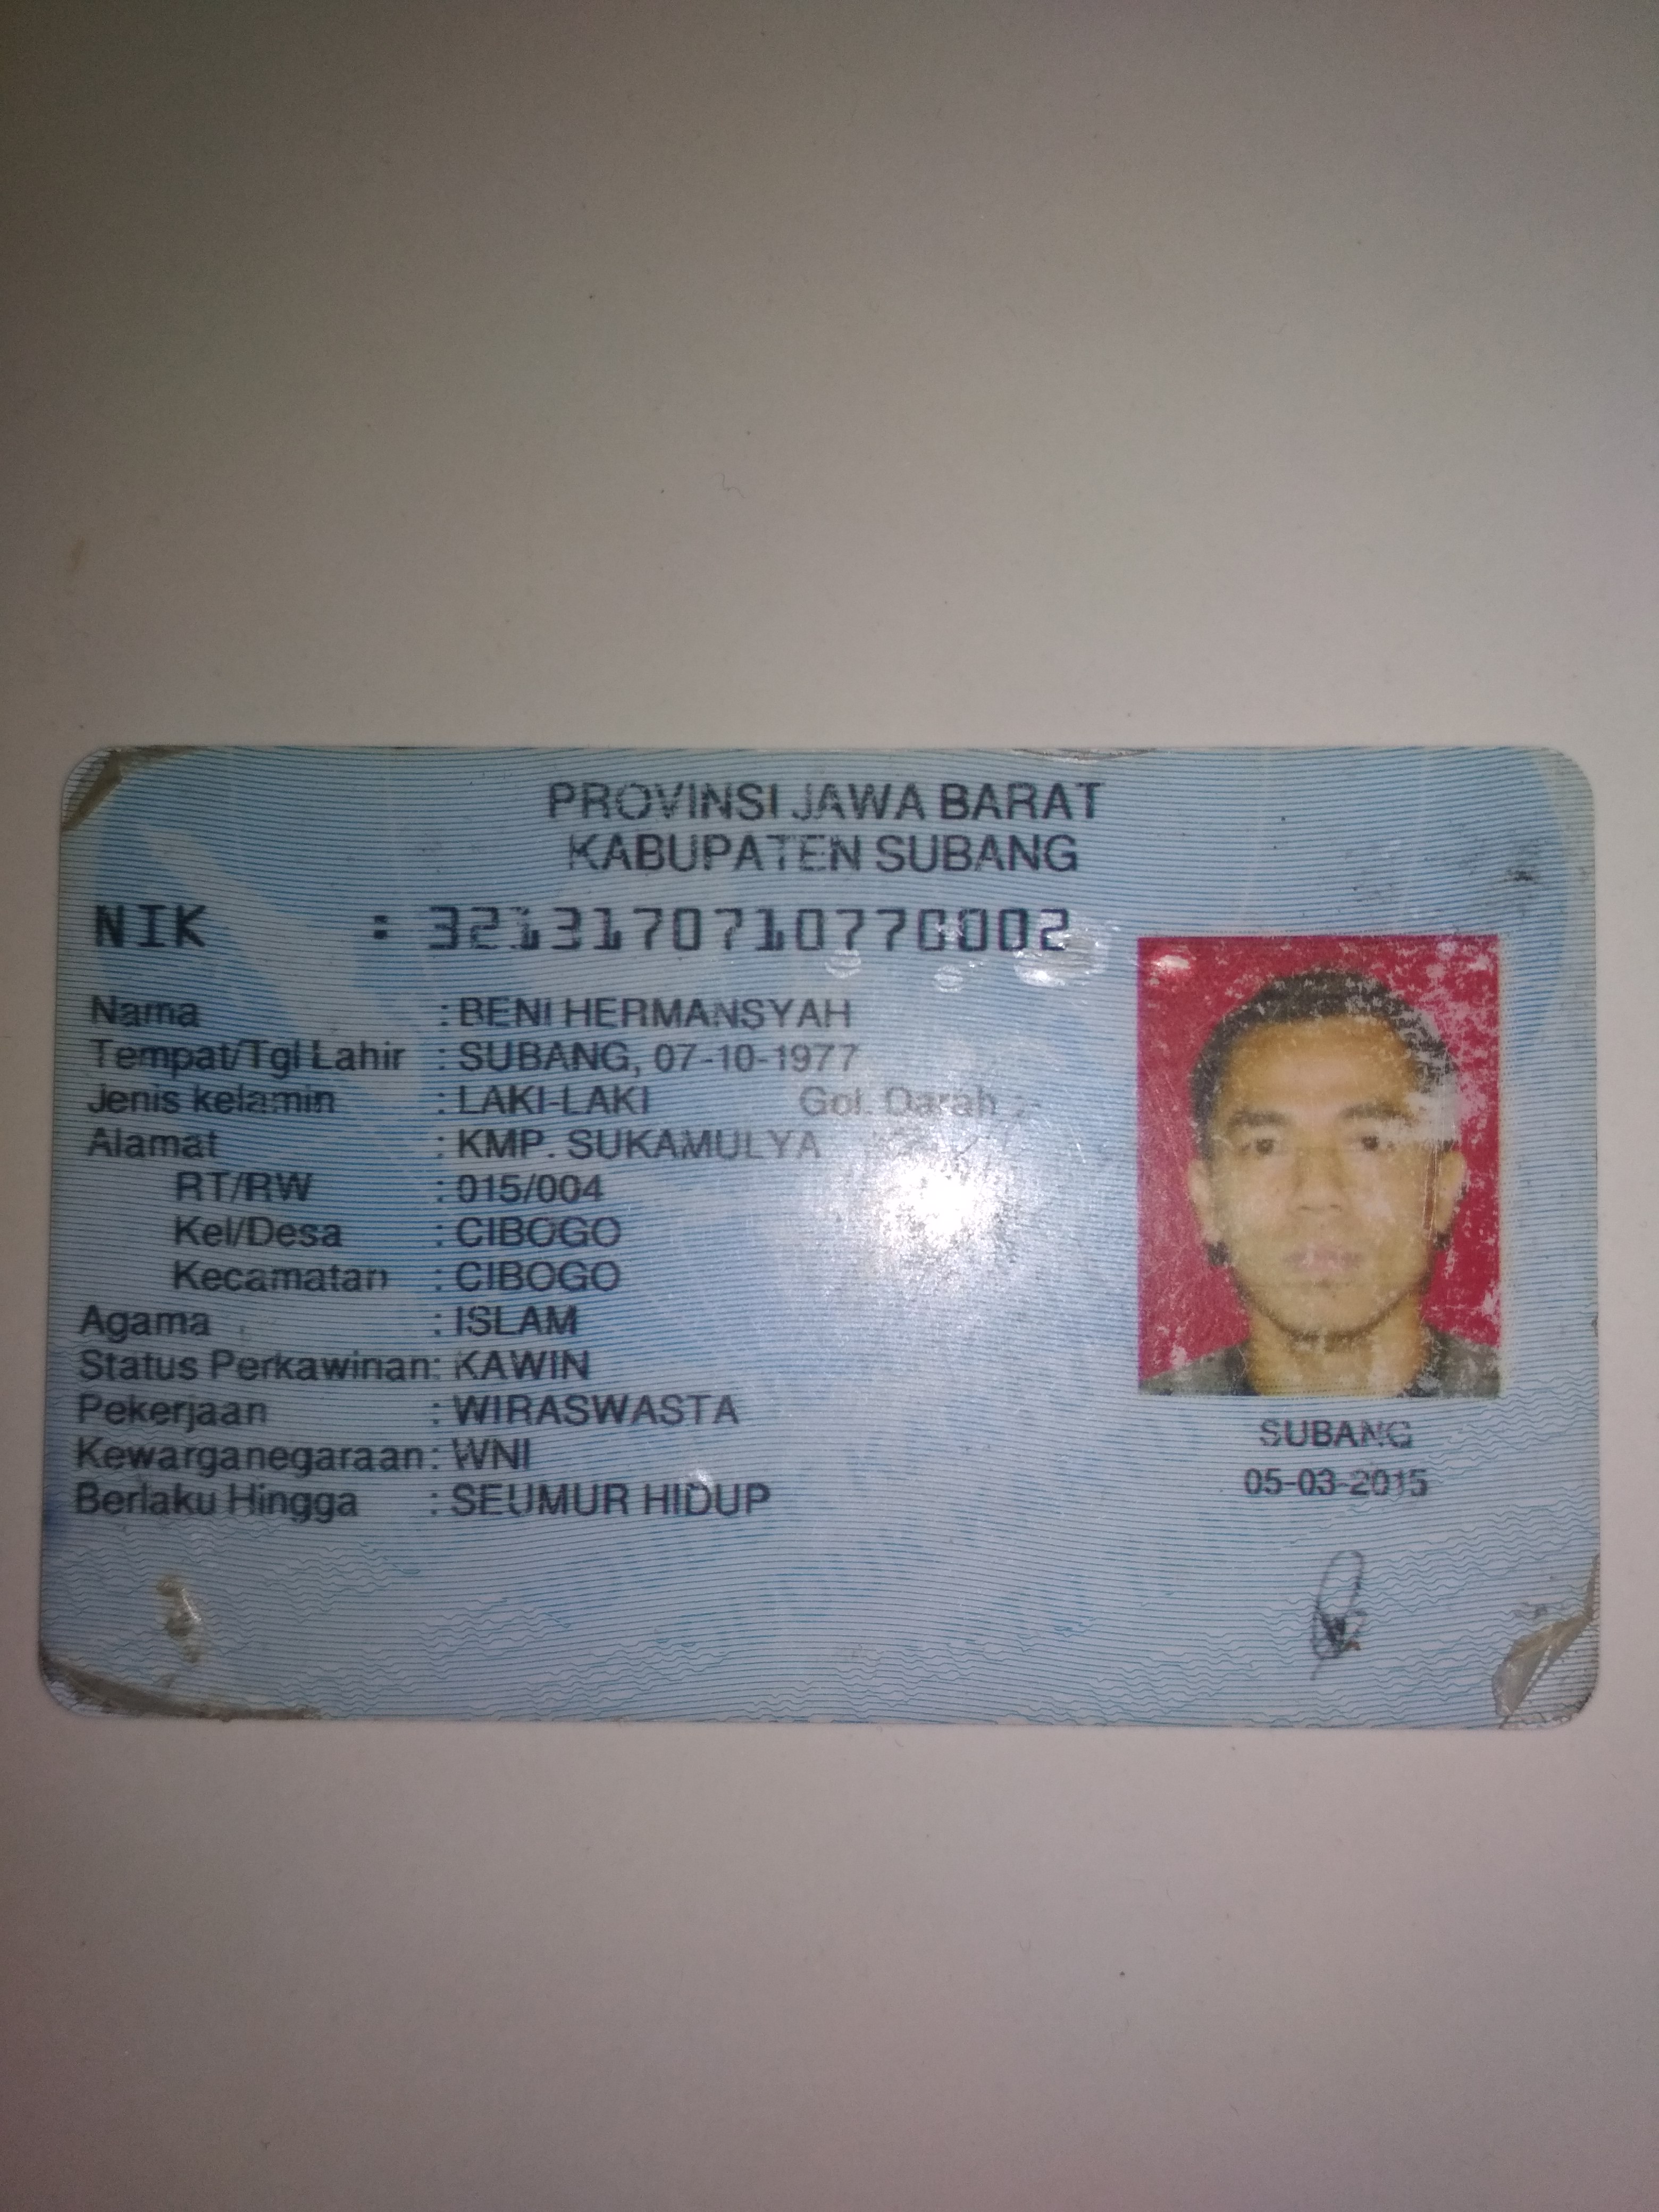 PROVINSI JAWA BARAT
KABUPATEN SUBANG
NIK : 3213170710770002
Nama : BENI HERMANSYAH
Tempat/Tgl Lahir : SUBANG, 07-10-1977
Jenis kelamin : LAKI-LAKI Gol. Darah : -
Alamat : KMP. SUKAMULYA
RT/RW : 015/004
Kel/Desa : CIBOGO
Kecamatan : CIBOGO
Agama : ISLAM
Status Perkawinan: KAWIN
Pekerjaan : WIRASWASTA
Kewarganegaraan: WNI
Berlaku Hingga : SEUMUR HIDUP
SUBANG
05-03-2015